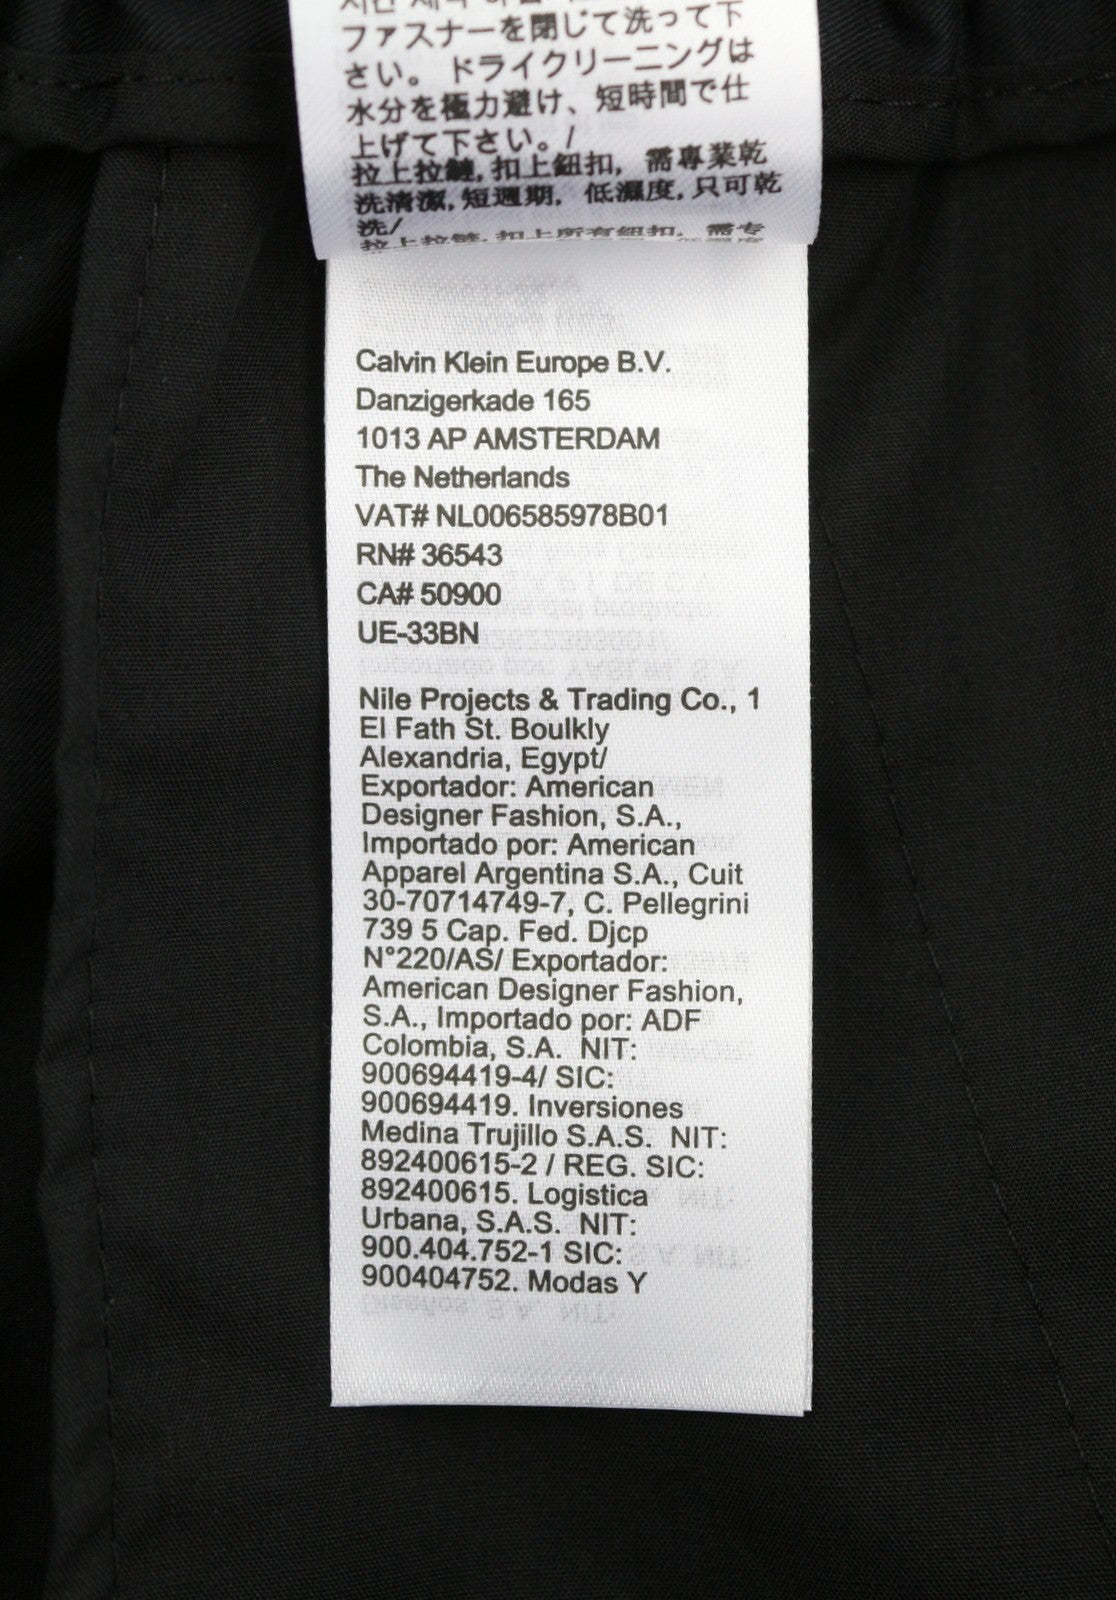 ファスナーを閉じて洗って下
さい。 ドライクリーニングは
水分を極力避け、短時間で仕
上げて下さい。/
拉上拉鏈, 扣上鈕扣, 需專業乾
洗清潔, 短週期, 低濕度, 只可乾
洗/
Calvin Klein Europe B.V.
Danzigerkade 165
1013 AP AMSTERDAM
The Netherlands
VAT# NL006585978B01
RN# 36543
CA# 50900
UE-33BN
Nile Projects & Trading Co., 1
El Fath St. Boulkly
Alexandria, Egypt/
Exportador: American
Designer Fashion, S.A.,
Importado por: American
Apparel Argentina S.A., Cuit
30-70714749-7, C. Pellegrini
739 5 Cap. Fed. Djcp
N°220/AS/ Exportador:
American Designer Fashion,
S.A., Importado por: ADF
Colombia, S.A. NIT:
900694419-4/ SIC:
900694419. Inversiones
Medina Trujillo S.A.S. NIT:
892400615-2 / REG. SIC:
892400615. Logistica
Urbana, S.A.S. NIT:
900.404.752-1 SIC:
900404752. Modas Y